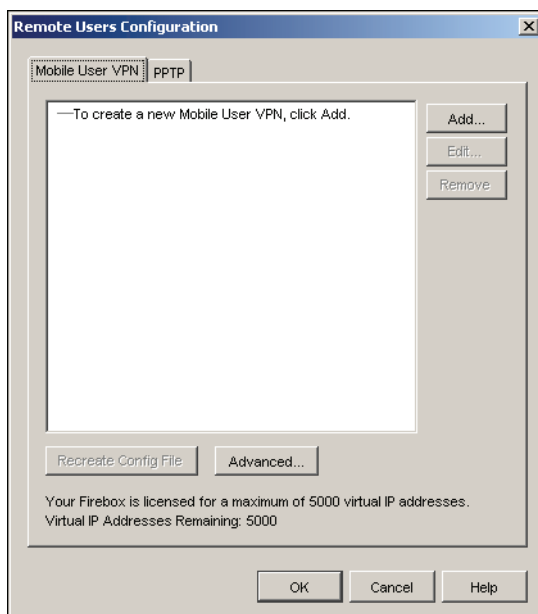 Remote Users Configuration
Mobile User VPN
PPTP
To create a new Mobile User VPN, click Add.
Add...
Edit...
Remove
Recreate Config File
Advanced...
Your Firebox is licensed for a maximum of 5000 virtual IP addresses.
Virtual IP Addresses Remaining: 5000
OK
Cancel
Help